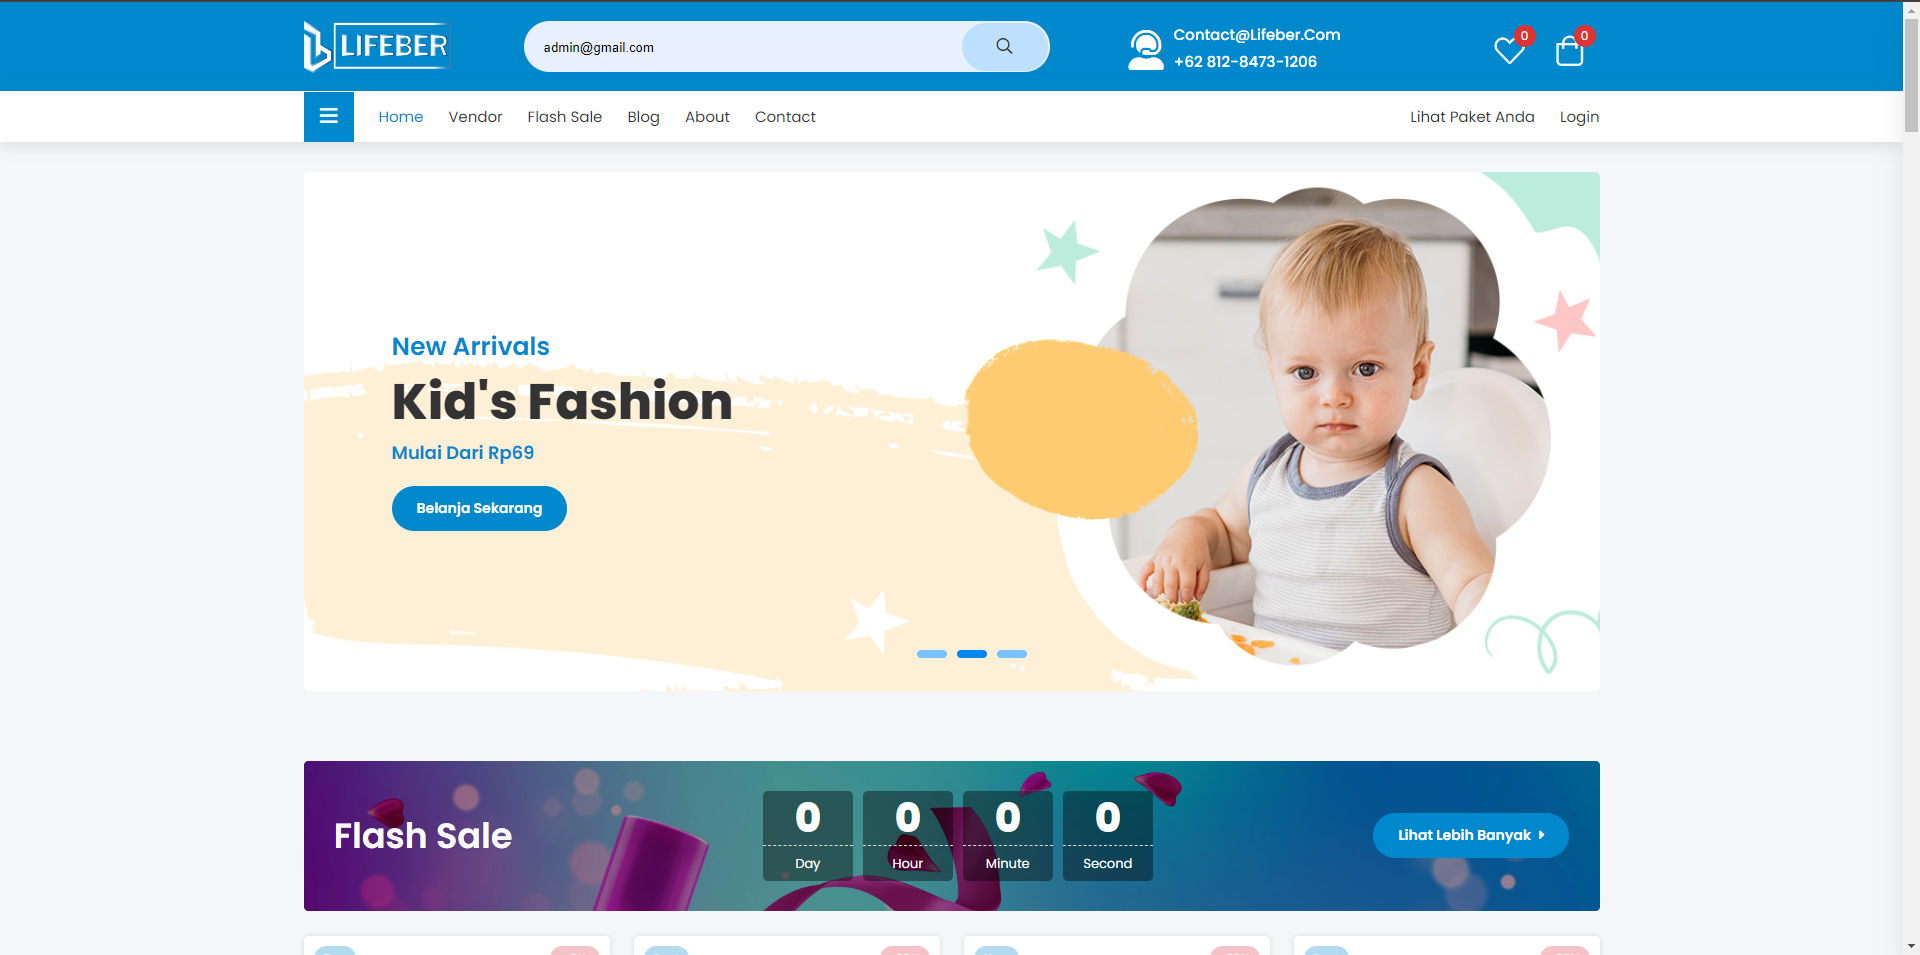 LIFEBER
admin@gmail.com
Contact@Lifeber.Com
+62 812-8473-1206
0
0
Home
Vendor
Flash Sale
Blog
About
Contact
Lihat Paket Anda
Login
New Arrivals
Kid's Fashion
Mulai Dari Rp69
Belanja Sekarang
Flash Sale
0
Day
0
Hour
0
Minute
0
Second
Lihat Lebih Banyak